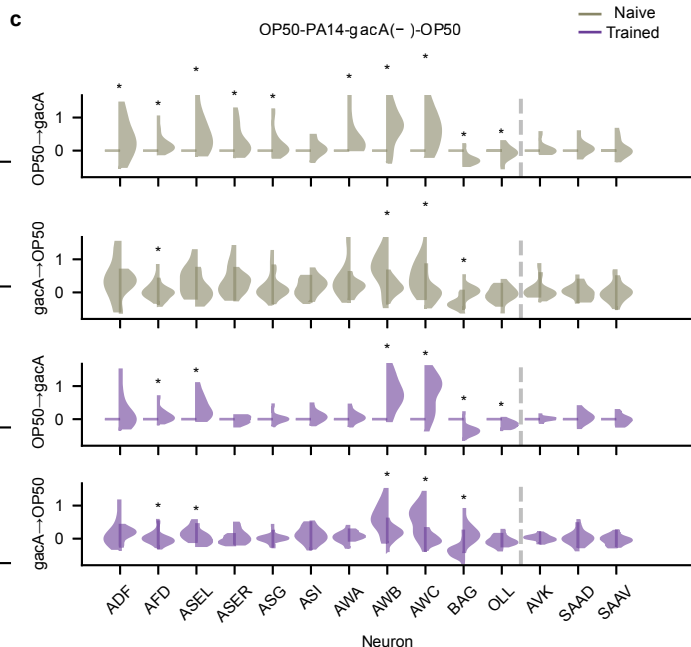 c
OP50-PA14-gacA(−)-OP50
Naive
Trained
OP50→gacA
1
0
* * * * * * * * * *
gacA→OP50
1
0
* * * *
OP50→gacA
1
0
* * * * * *
gacA→OP50
1
0
* * * * *
ADF AFD ASEL ASER ASG ASI AWA AWB AWC BAG OLL AVK SAAD SAAV
Neuron